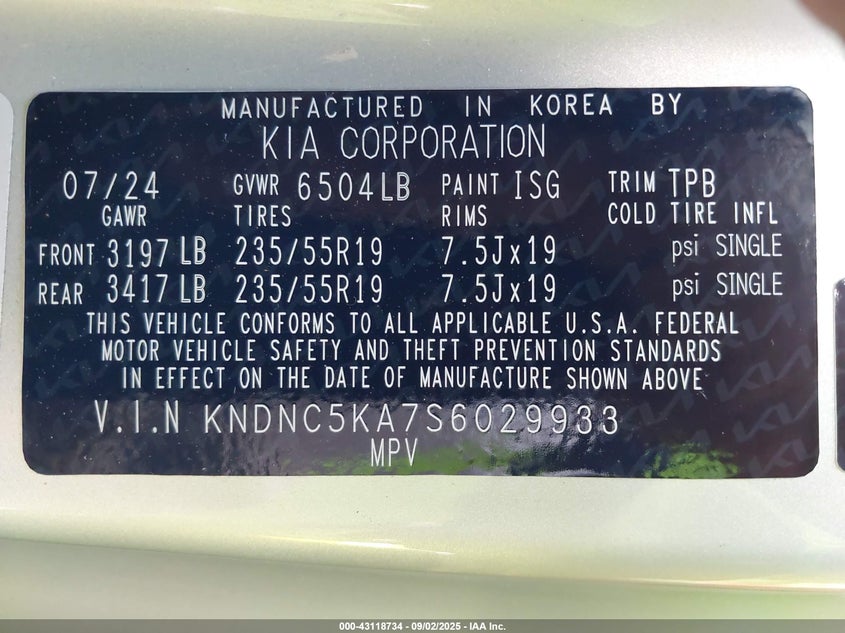 MANUFACTURED IN KOREA BY
KIA CORPORATION
07/24 GVWR 6504LB PAINT ISG TRIM TPB
GAWR TIRES RIMS COLD TIRE INFL
FRONT 3197 LB 235/55R19 7.5Jx19 psi SINGLE
REAR 3417 LB 235/55R19 7.5Jx19 psi SINGLE
THIS VEHICLE CONFORMS TO ALL APPLICABLE U.S.A. FEDERAL
MOTOR VEHICLE SAFETY AND THEFT PREVENTION STANDARDS
IN EFFECT ON THE DATE OF MANUFACTURE SHOWN ABOVE
V.I.N KNDNC5KA7S6029933
MPV
000-43118734 - 09/02/2025 - IAA Inc.